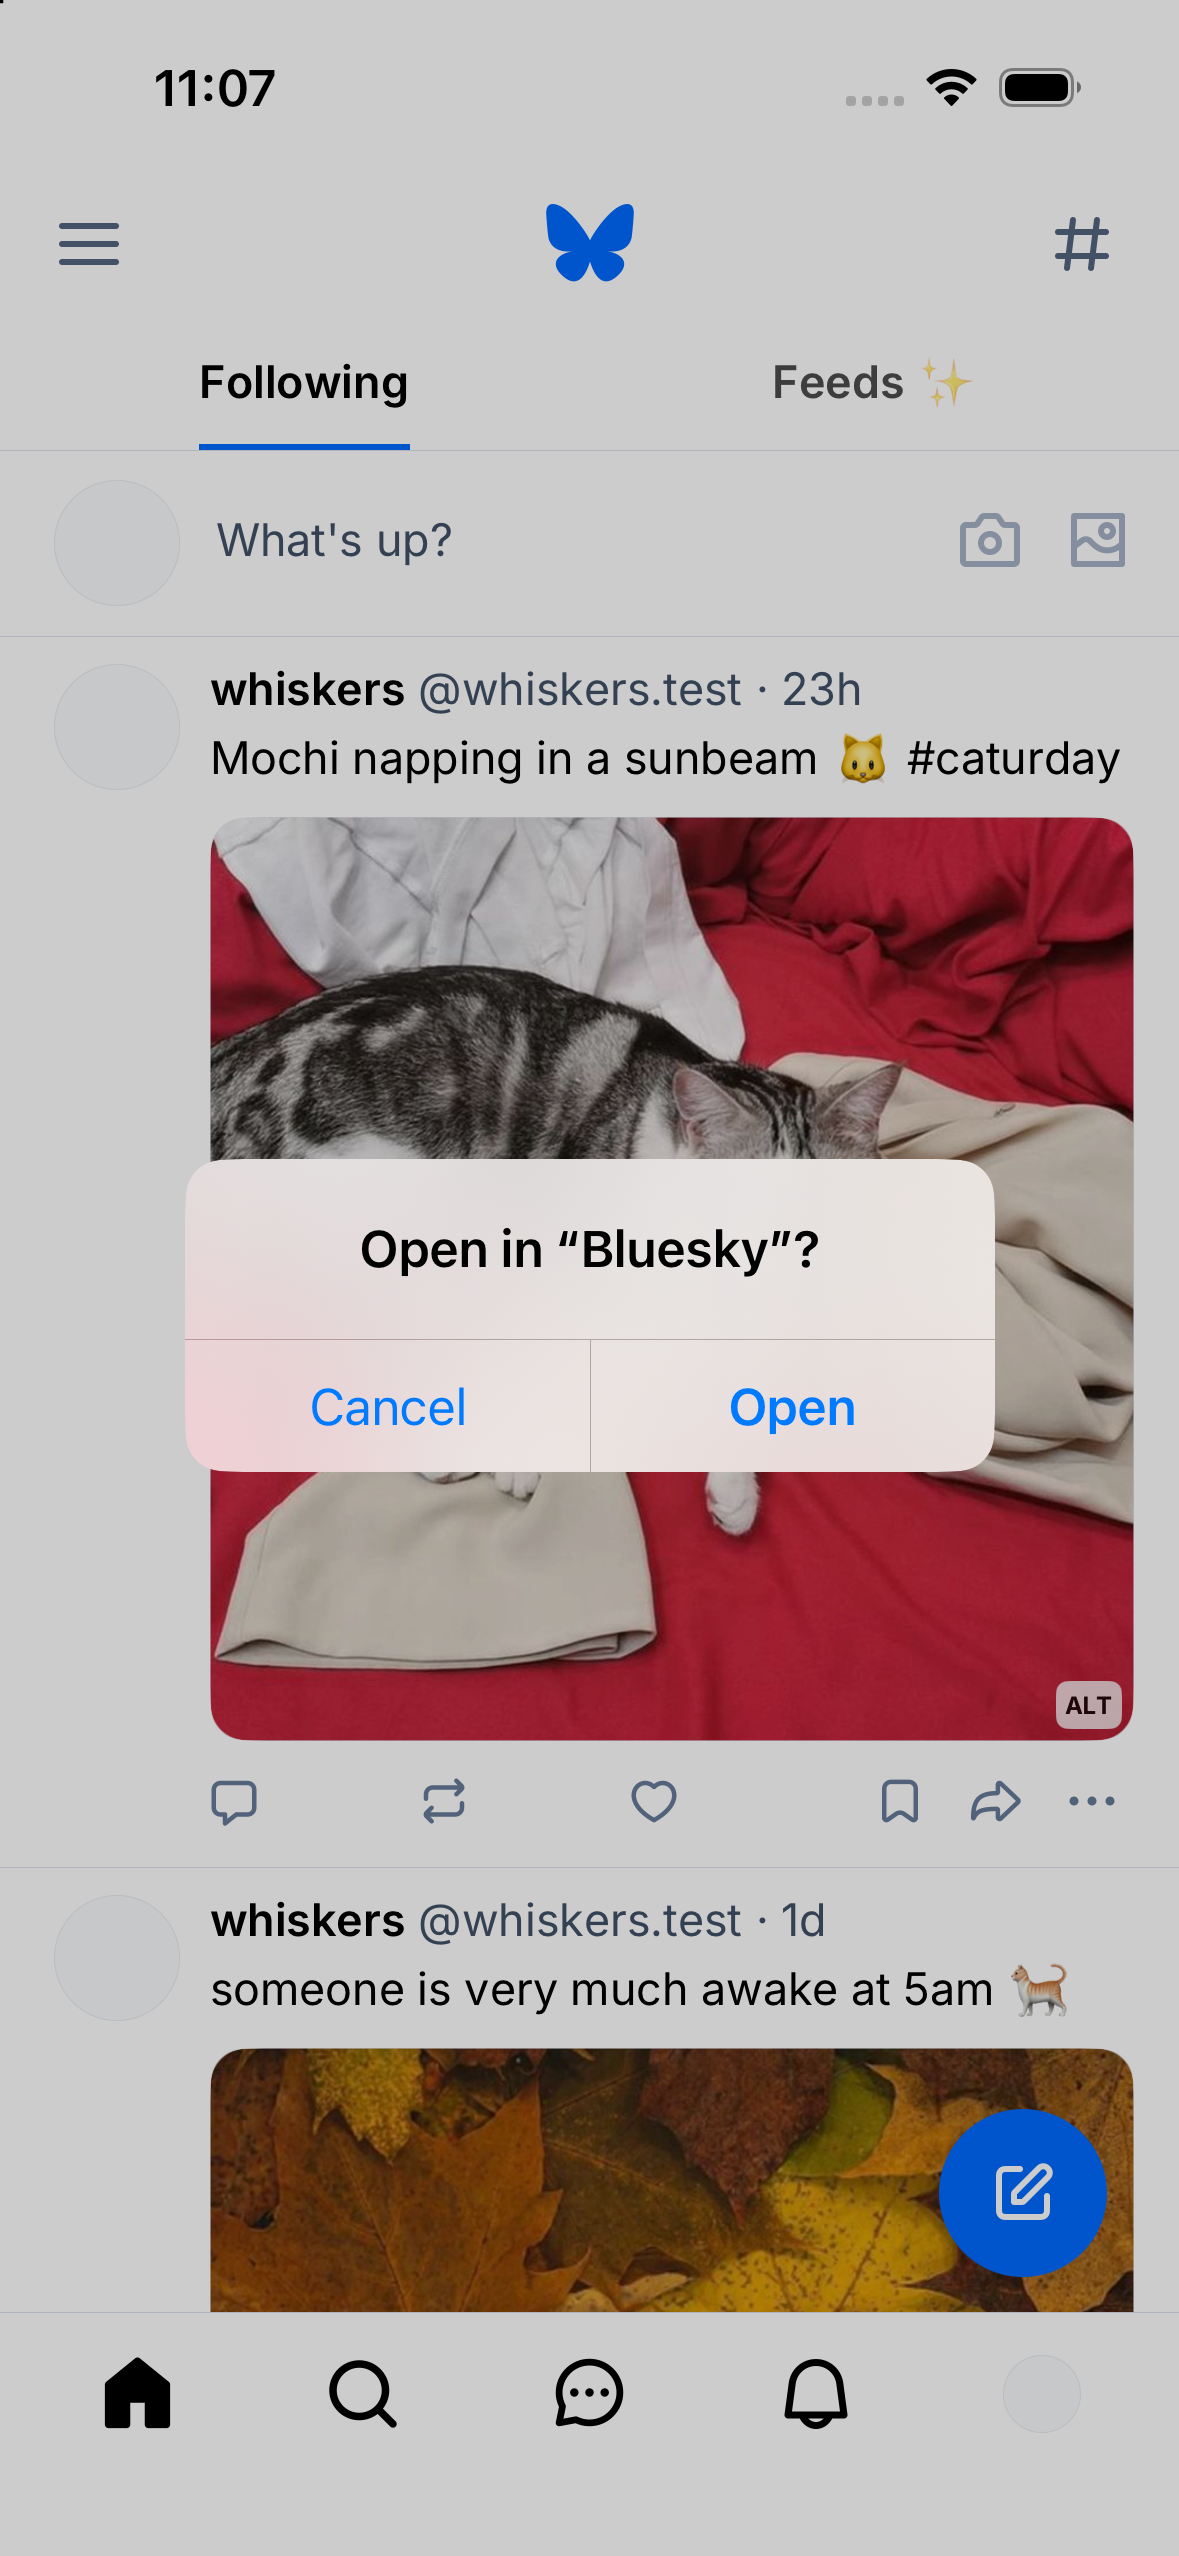 11:07
Following
Feeds ✨
What's up?
whiskers @whiskers.test · 23h
Mochi napping in a sunbeam 🐱 #caturday
Open in “Bluesky”?
Cancel
Open
ALT
whiskers @whiskers.test · 1d
someone is very much awake at 5am 🐈